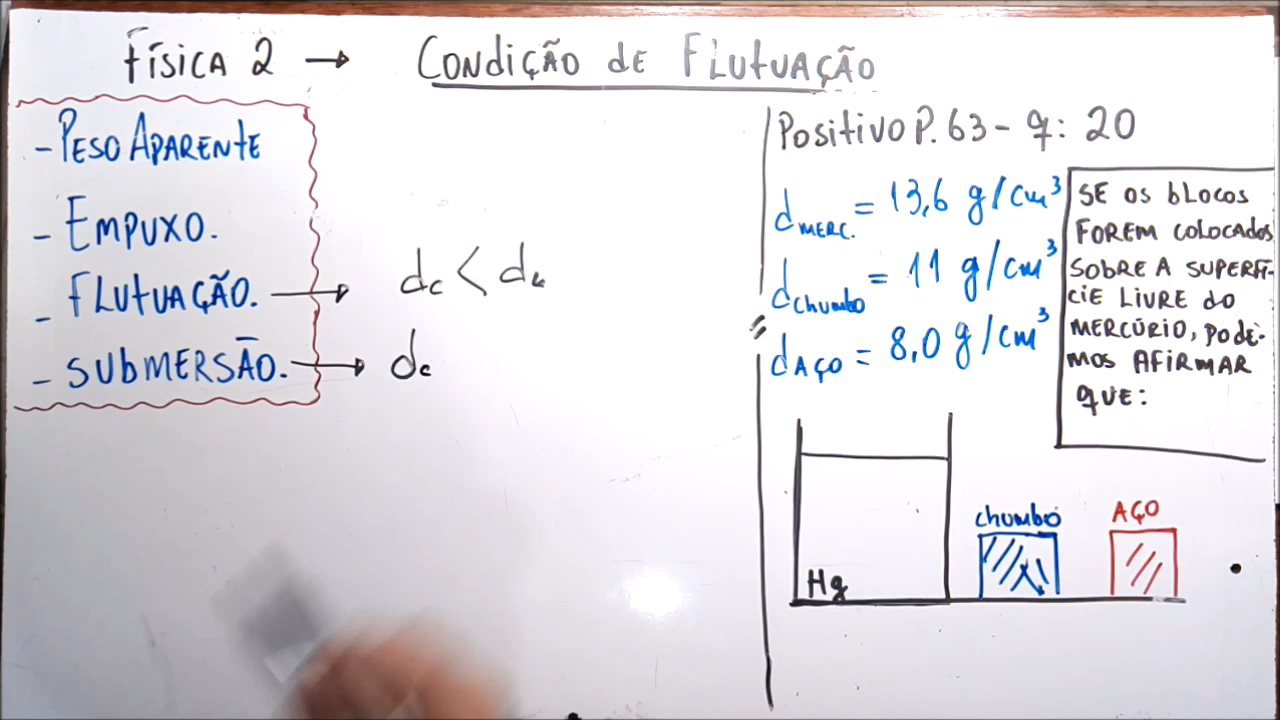 Física 2 → Condição de Flutuação
- Peso Aparente
- Empuxo.
- Flutuação. → dc < dL
- Submersão. → dc
Positivo P. 63 - q: 20
dMERC. = 13,6 g/cm³
dchumbo = 11 g/cm³
dAço = 8,0 g/cm³
SE OS bLOCOS
FOREM COLOCADOS
SOBRE A SUPERFÍ-
CIE LIVRE dO
MERCÚRIO, POdE-
MOS AFIRMAR
qUE:
chumbo
AÇO
Hg